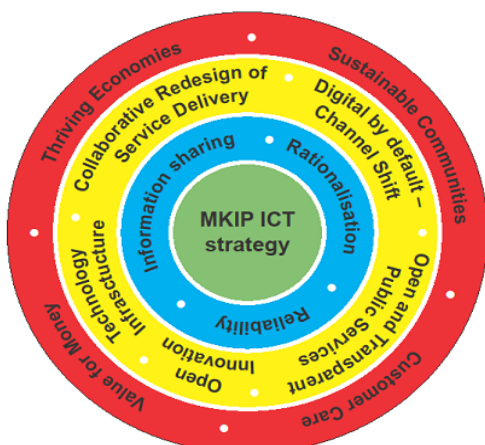 Thriving Economies
Sustainable Communities
Customer Care
Value for Money
Collaborative Redesign of
Service Delivery
Digital by default –
Channel Shift
Open and Transparent
Public Services
Open
Innovation
Technology
Infrastructure
Information sharing
Rationalisation
Reliability
MKIP ICT
strategy